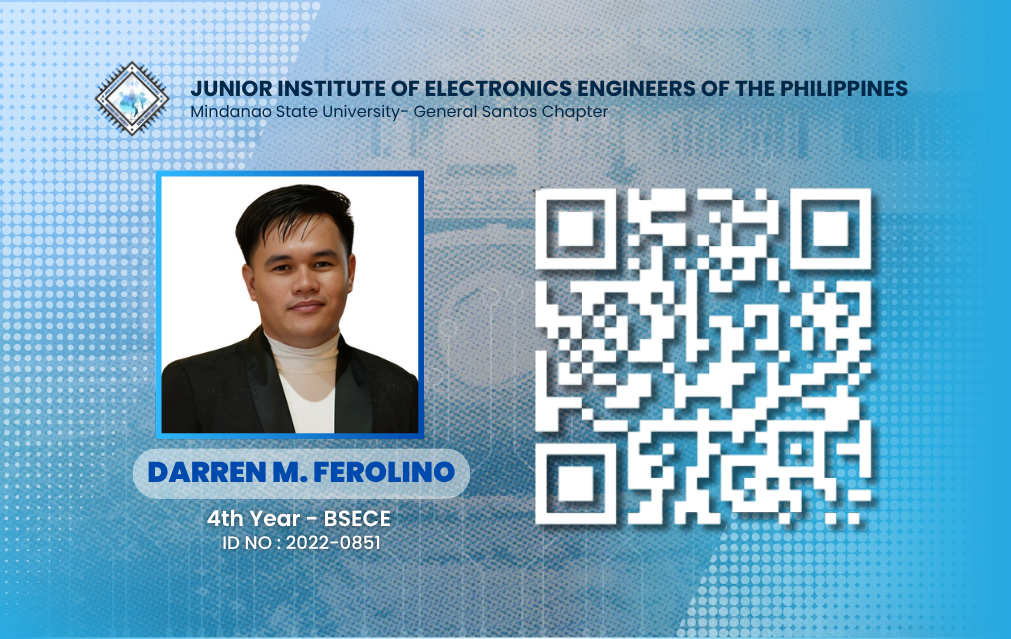 JUNIOR INSTITUTE OF ELECTRONICS ENGINEERS OF THE PHILIPPINES
Mindanao State University- General Santos Chapter
DARREN M. FEROLINO
4th Year - BSECE
ID NO : 2022-0851